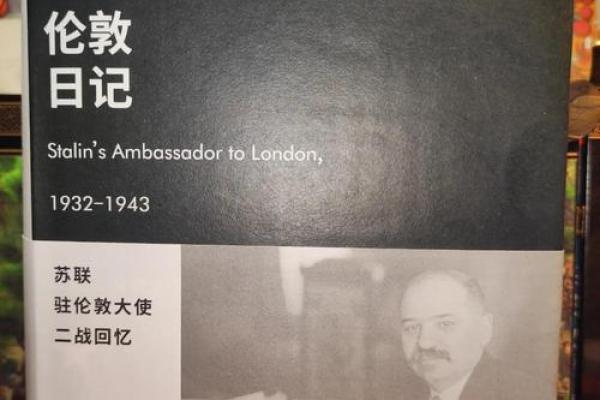 伦敦
日记
Stalin's Ambassador to London,
1932-1943
苏联
驻伦敦大使
二战回忆